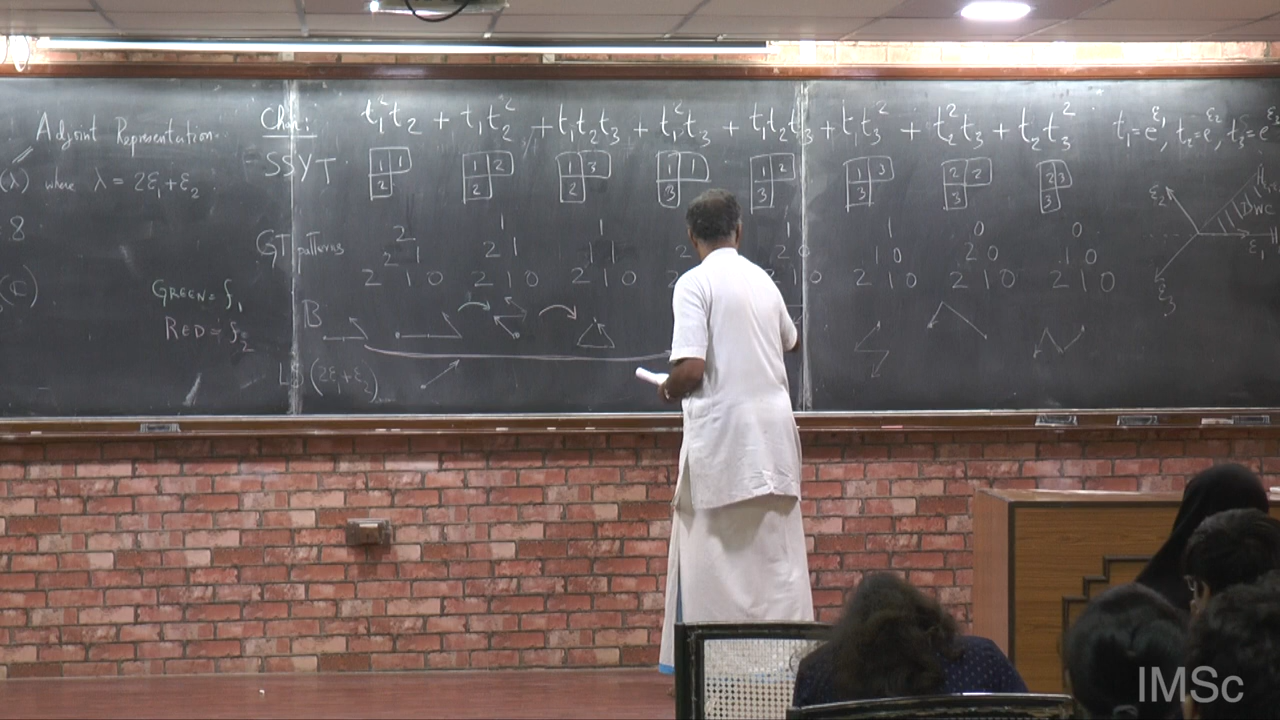 Adjoint Representation
(λ) where λ = 2ε₁+ε₂
8
(C)
GREEN = f₁
RED = f₂
Char: t₁²t₂ + t₁t₂² + t₁t₂t₃ + t₁²t₃ + t₁t₂t₃ + t₁t₃² + t₂²t₃ + t₂t₃²
t₁=e^ε₁, t₂=e^ε₂, t₃=e^ε₃
SSYT
1 1 1 2 1 3 1 1 1 2 1 3 2 2 2 3
2 2 2 3 3 3 3 3
GT patterns
2 1 1 1 1 0 0
2 1 2 1 1 1 2 2 0 1 0 2 0 1 0
2 1 0 2 1 0 2 1 0 2 2 1 0 2 1 0 2 1 0
B
LS (2ε₁+ε₂)
ε₂
DWC
ε₁
ε₃
IMSc